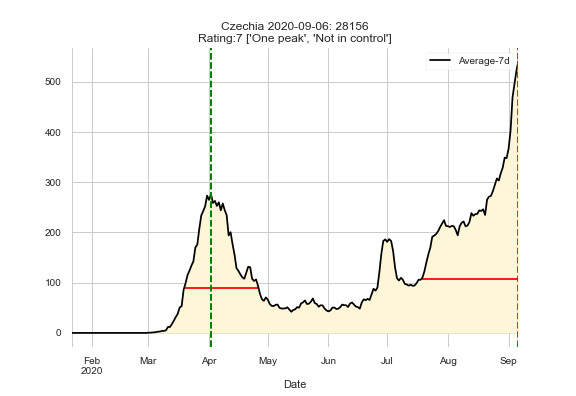 Czechia 2020-09-06: 28156
Rating:7 ['One peak', 'Not in control']
Average-7d
500
400
300
200
100
0
Feb
2020
Mar
Apr
May
Jun
Jul
Aug
Sep
Date